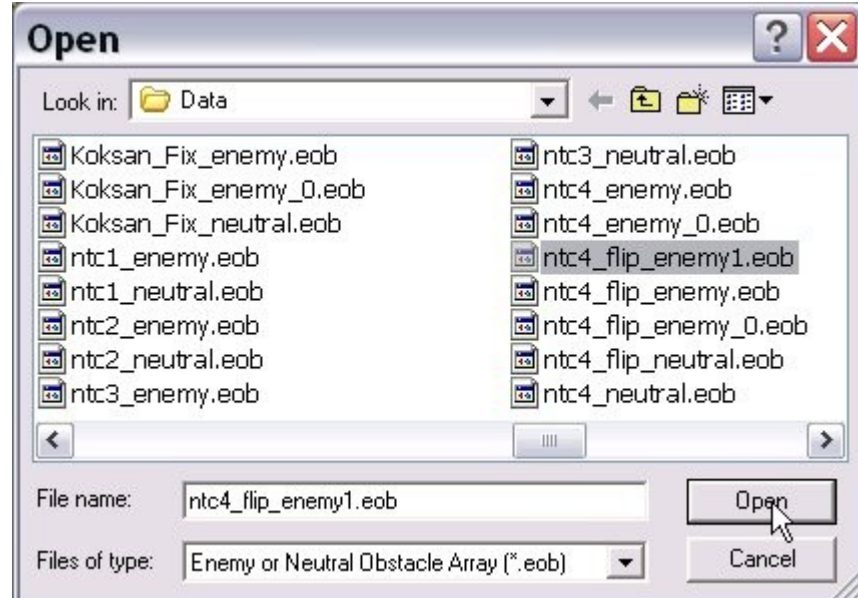 Open
Look in: Data
Koksan_Fix_enemy.eob
Koksan_Fix_enemy_0.eob
Koksan_Fix_neutral.eob
ntc1_enemy.eob
ntc1_neutral.eob
ntc2_enemy.eob
ntc2_neutral.eob
ntc3_enemy.eob
ntc3_neutral.eob
ntc4_enemy.eob
ntc4_enemy_0.eob
ntc4_flip_enemy1.eob
ntc4_flip_enemy.eob
ntc4_flip_enemy_0.eob
ntc4_flip_neutral.eob
ntc4_neutral.eob
File name: ntc4_flip_enemy1.eob Open
Files of type: Enemy or Neutral Obstacle Array (*.eob) Cancel